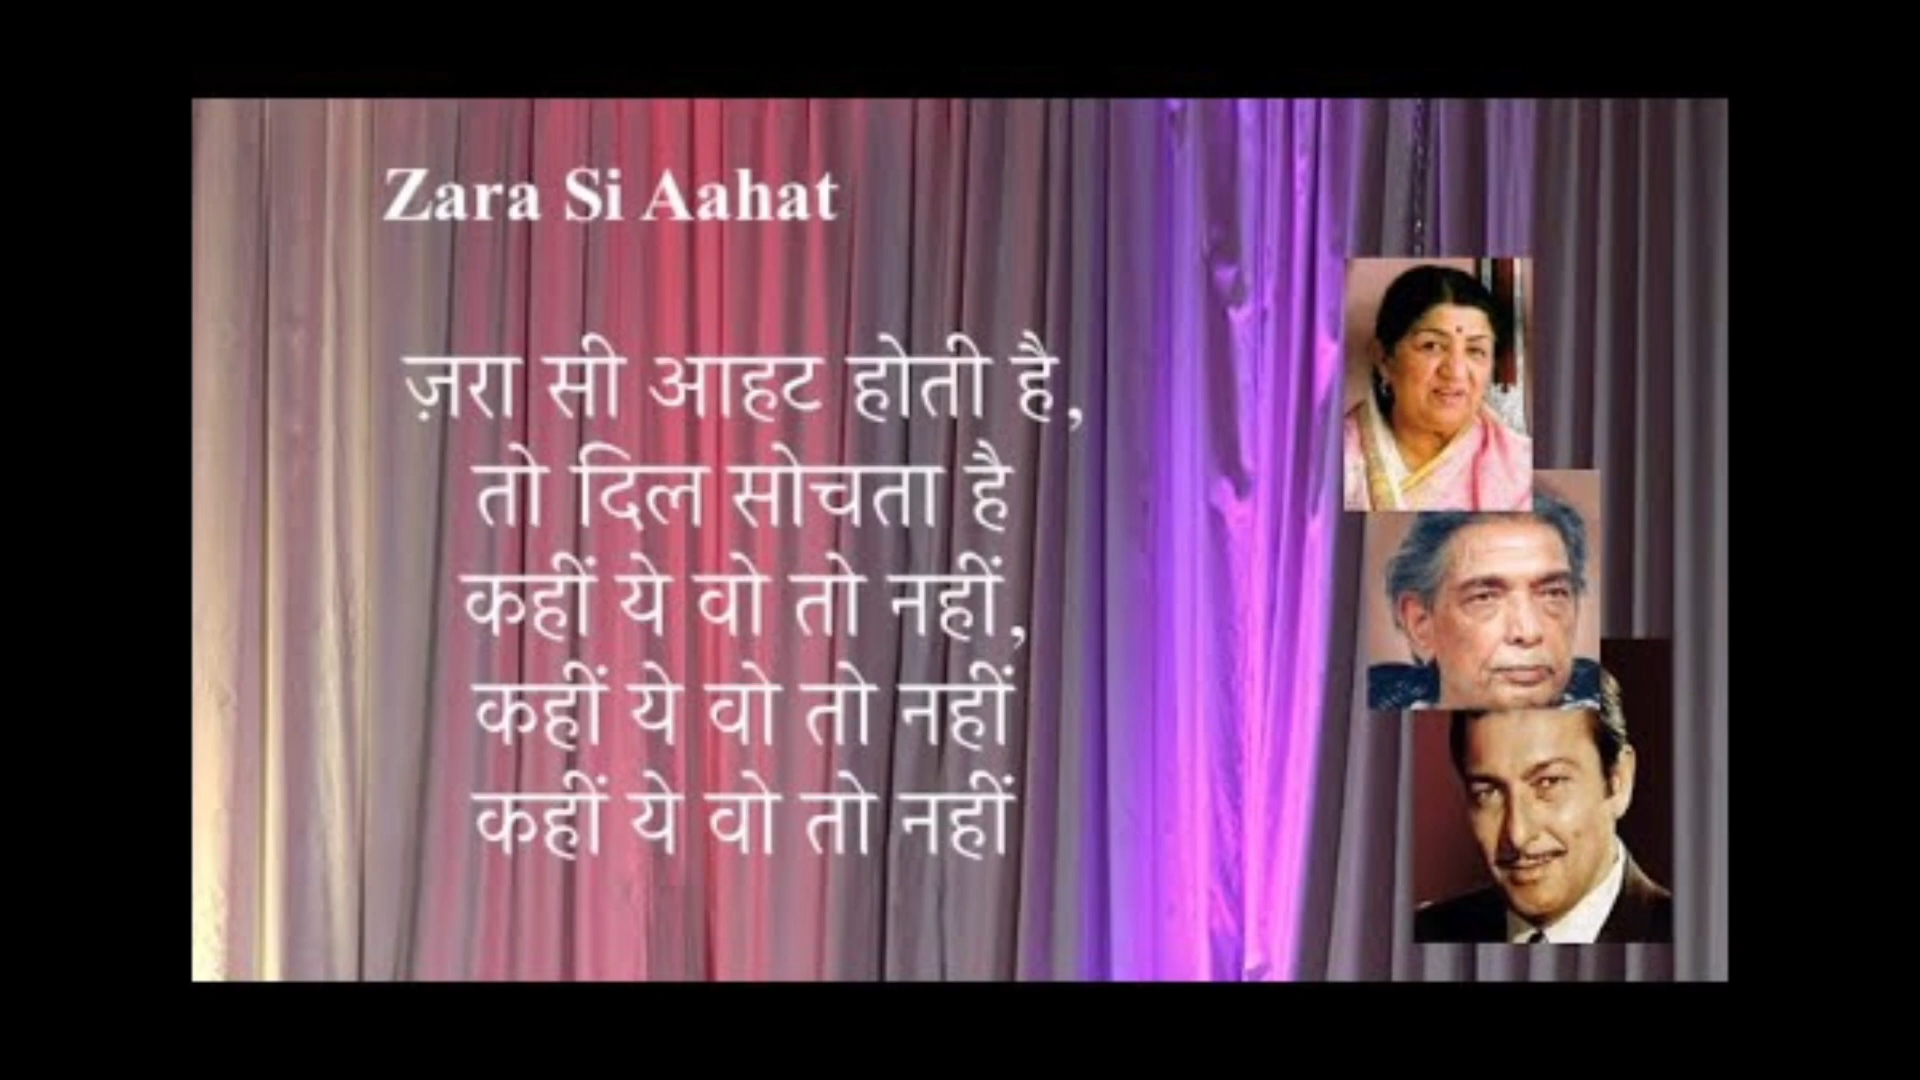 Zara Si Aahat
ज़रा सी आहट होती है,
तो दिल सोचता है
कहीं ये वो तो नहीं,
कहीं ये वो तो नहीं
कहीं ये वो तो नहीं